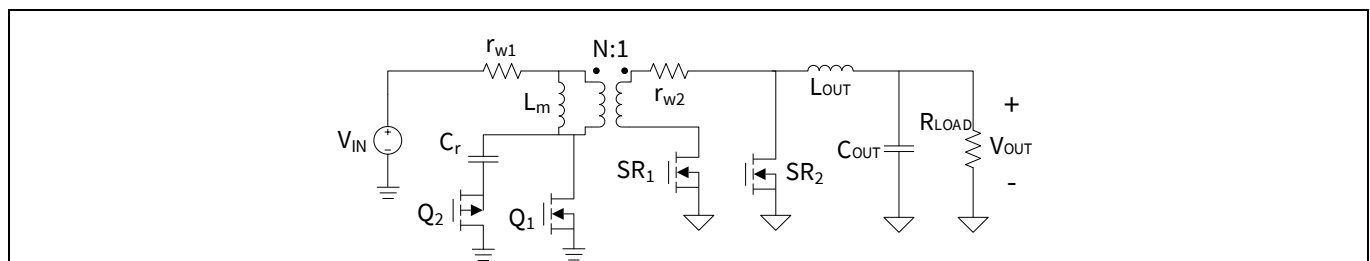 r_w1
N:1
r_w2
L_m
L_OUT
V_IN
C_r
Q_2
Q_1
SR_1
SR_2
C_OUT
R_LOAD
+
V_OUT
-